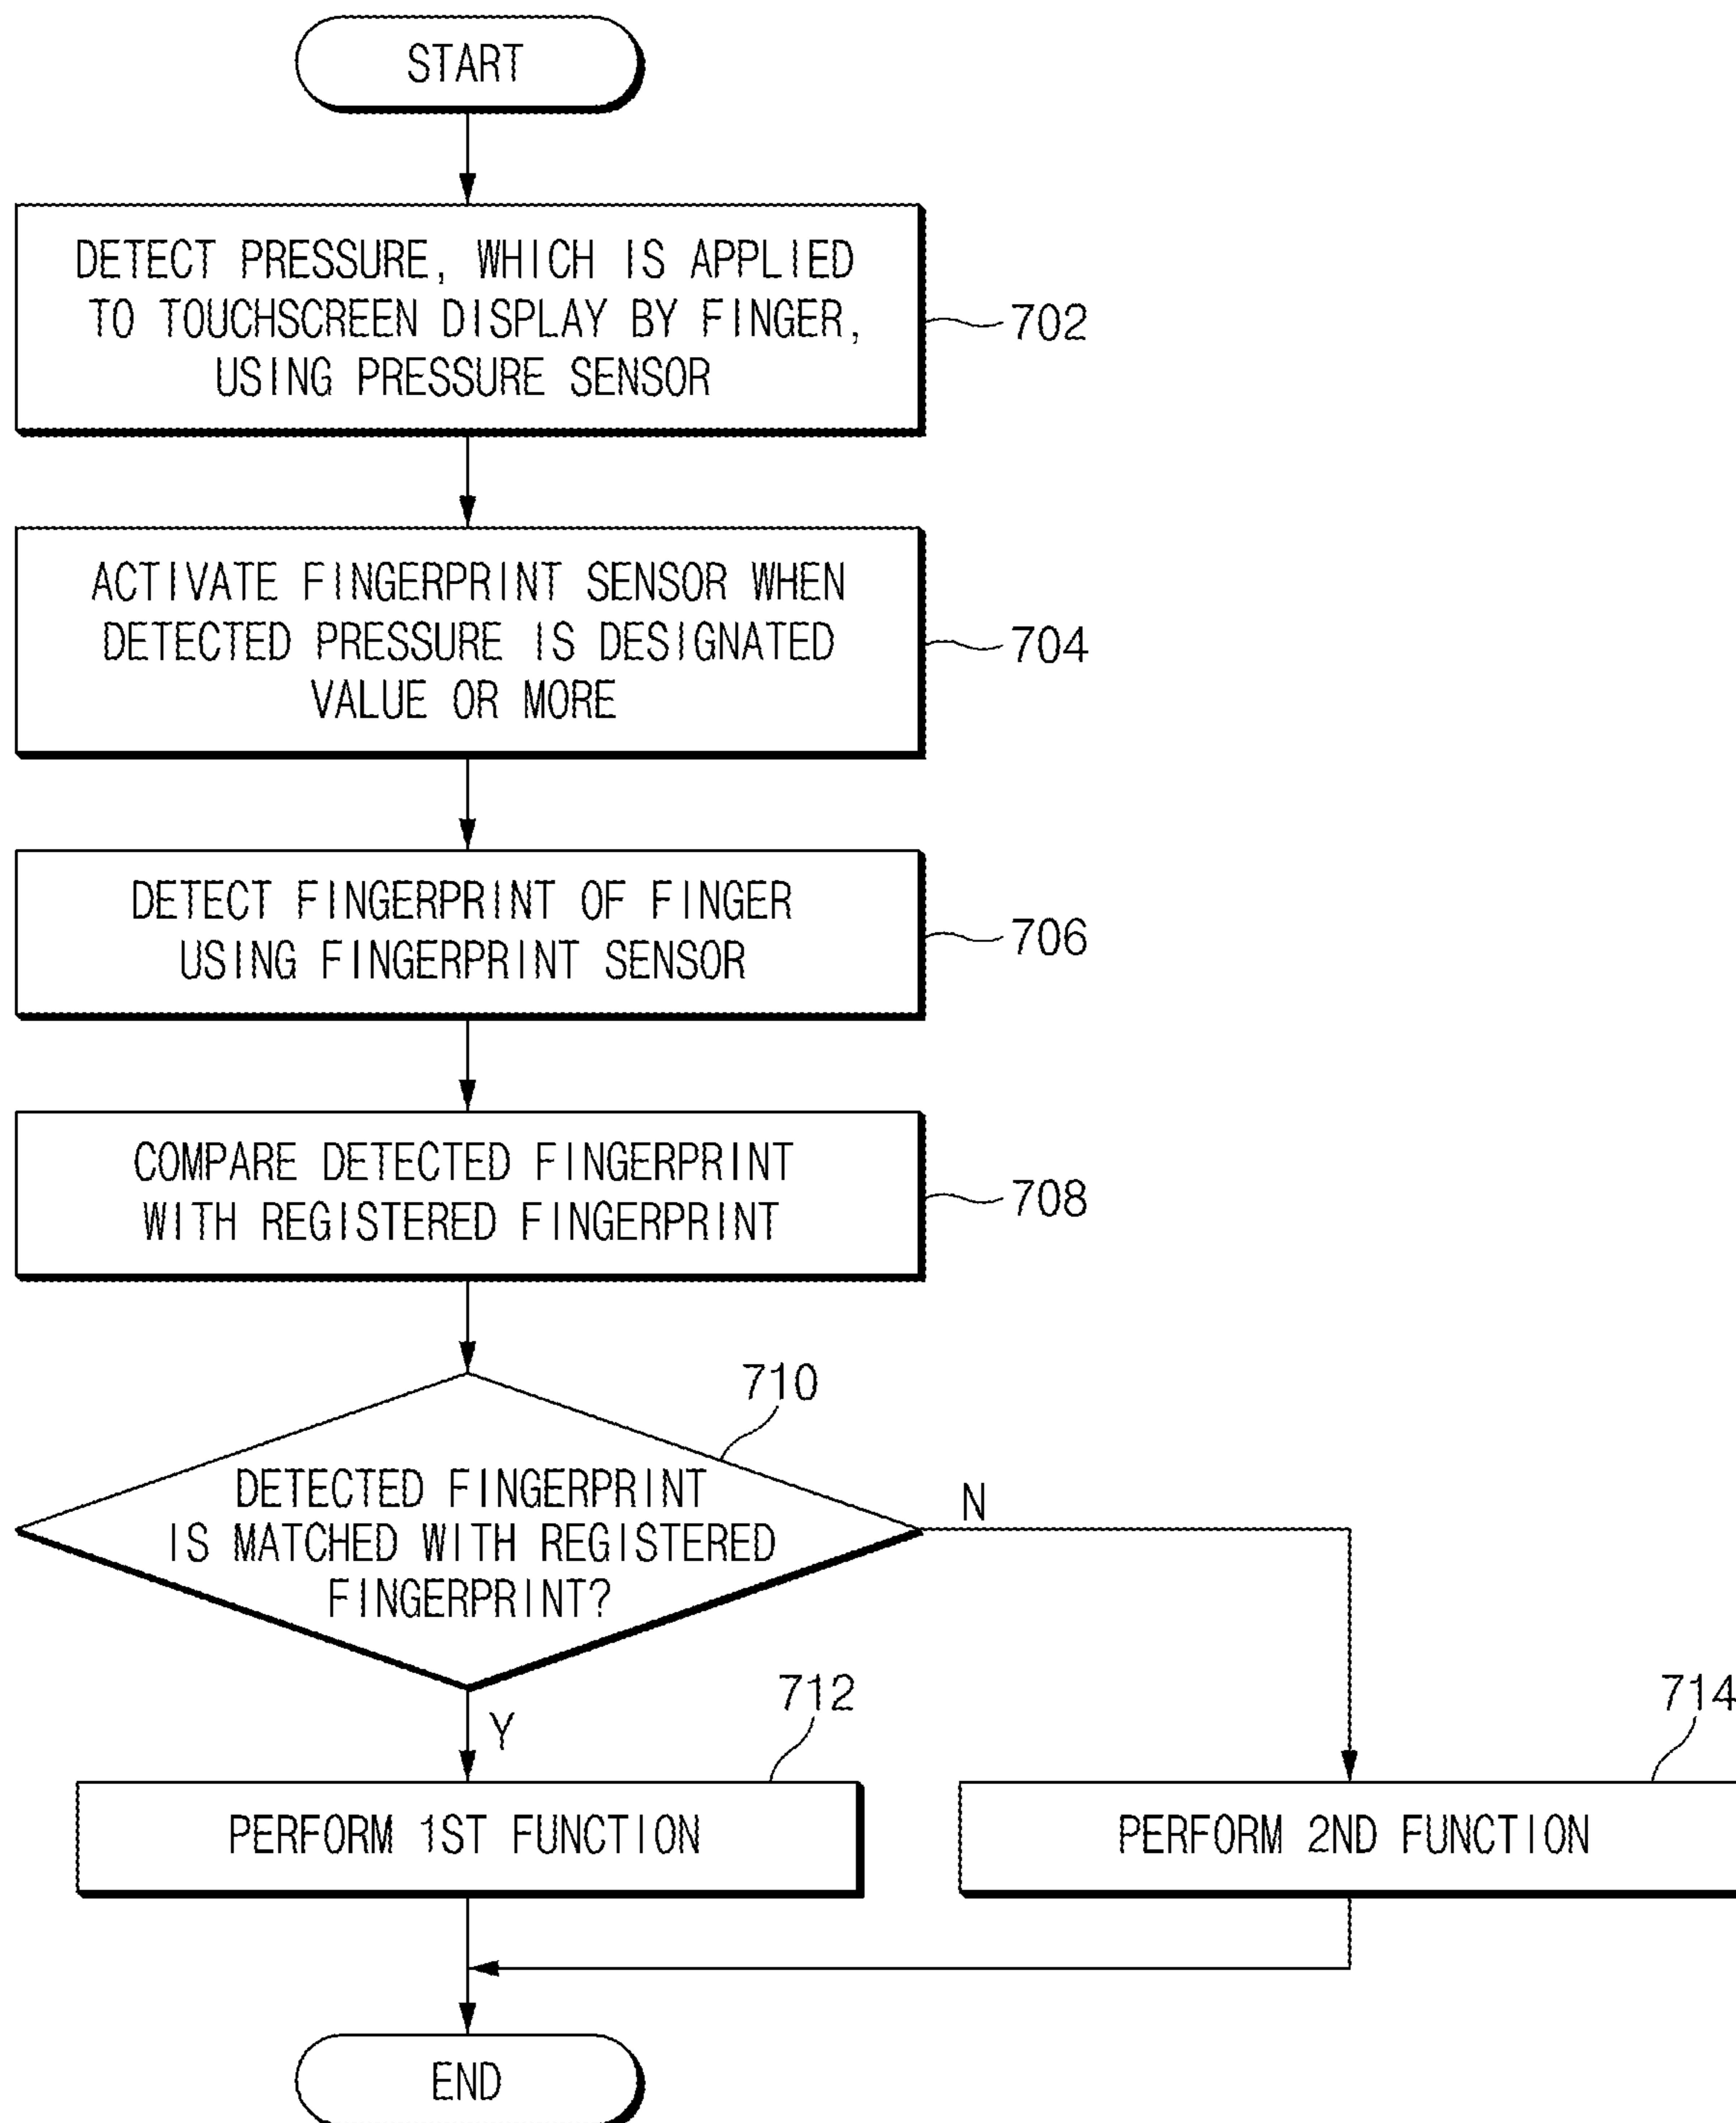 START
DETECT PRESSURE, WHICH IS APPLIED
TO TOUCHSCREEN DISPLAY BY FINGER,
USING PRESSURE SENSOR
702
ACTIVATE FINGERPRINT SENSOR WHEN
DETECTED PRESSURE IS DESIGNATED
VALUE OR MORE
704
DETECT FINGERPRINT OF FINGER
USING FINGERPRINT SENSOR
706
COMPARE DETECTED FINGERPRINT
WITH REGISTERED FINGERPRINT
708
710
DETECTED FINGERPRINT
IS MATCHED WITH REGISTERED
FINGERPRINT?
N
Y
712
PERFORM 1ST FUNCTION
714
PERFORM 2ND FUNCTION
END